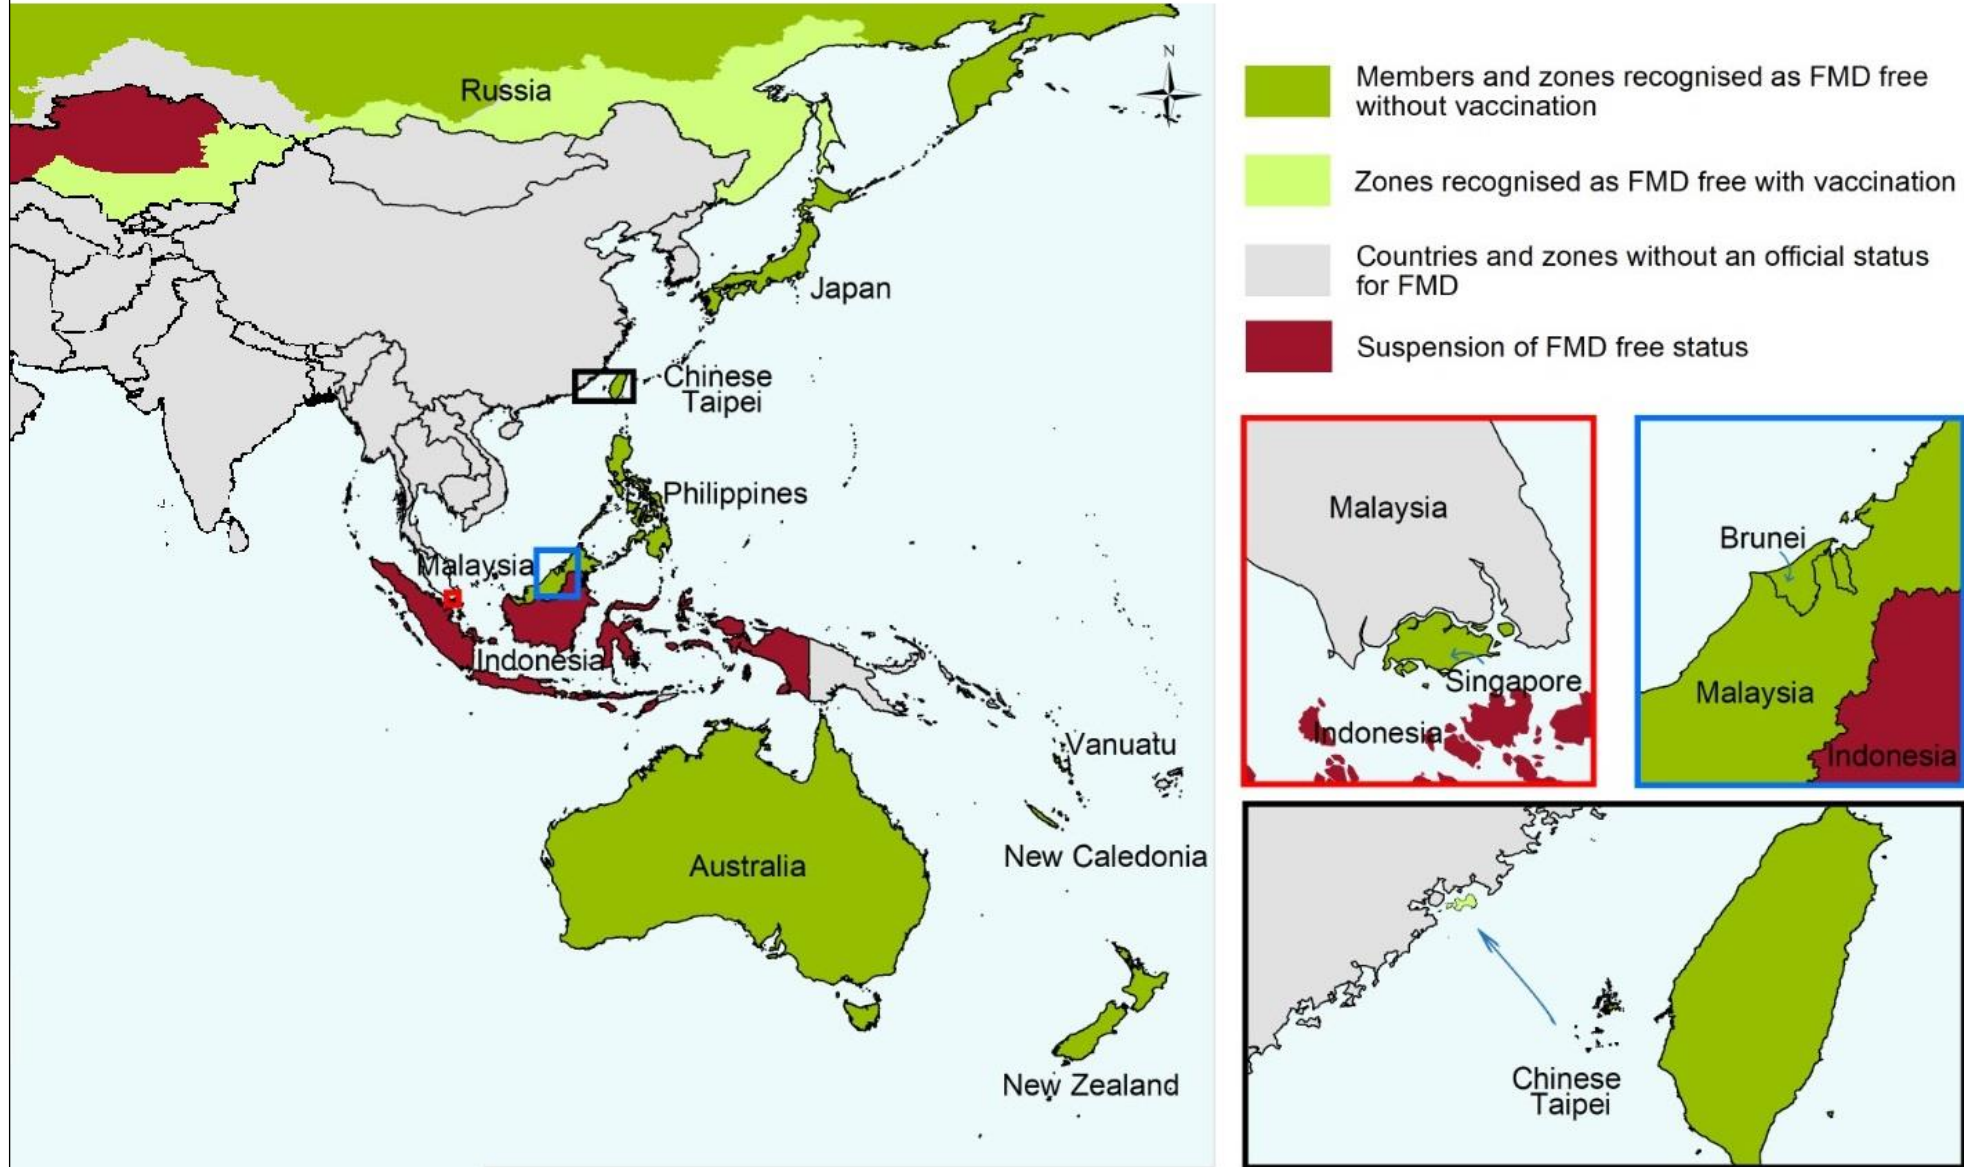 Russia
N
Japan
Chinese
Taipei
Philippines
Malaysia
Indonesia
Vanuatu
New Caledonia
Australia
New Zealand
Members and zones recognised as FMD free
without vaccination
Zones recognised as FMD free with vaccination
Countries and zones without an official status
for FMD
Suspension of FMD free status
Malaysia
Singapore
Indonesia
Brunei
Malaysia
Indonesia
Chinese
Taipei